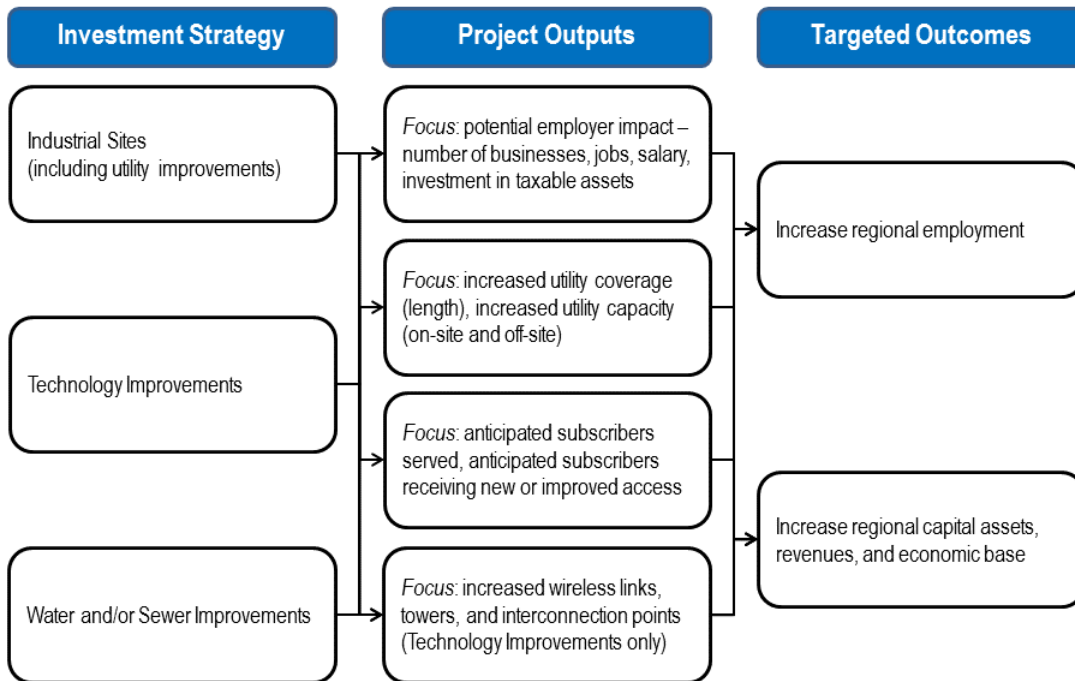 Investment Strategy
Project Outputs
Targeted Outcomes
Industrial Sites
(including utility improvements)
Technology Improvements
Water and/or Sewer Improvements
Focus: potential employer impact –
number of businesses, jobs, salary,
investment in taxable assets
Focus: increased utility coverage
(length), increased utility capacity
(on-site and off-site)
Focus: anticipated subscribers
served, anticipated subscribers
receiving new or improved access
Focus: increased wireless links,
towers, and interconnection points
(Technology Improvements only)
Increase regional employment
Increase regional capital assets,
revenues, and economic base